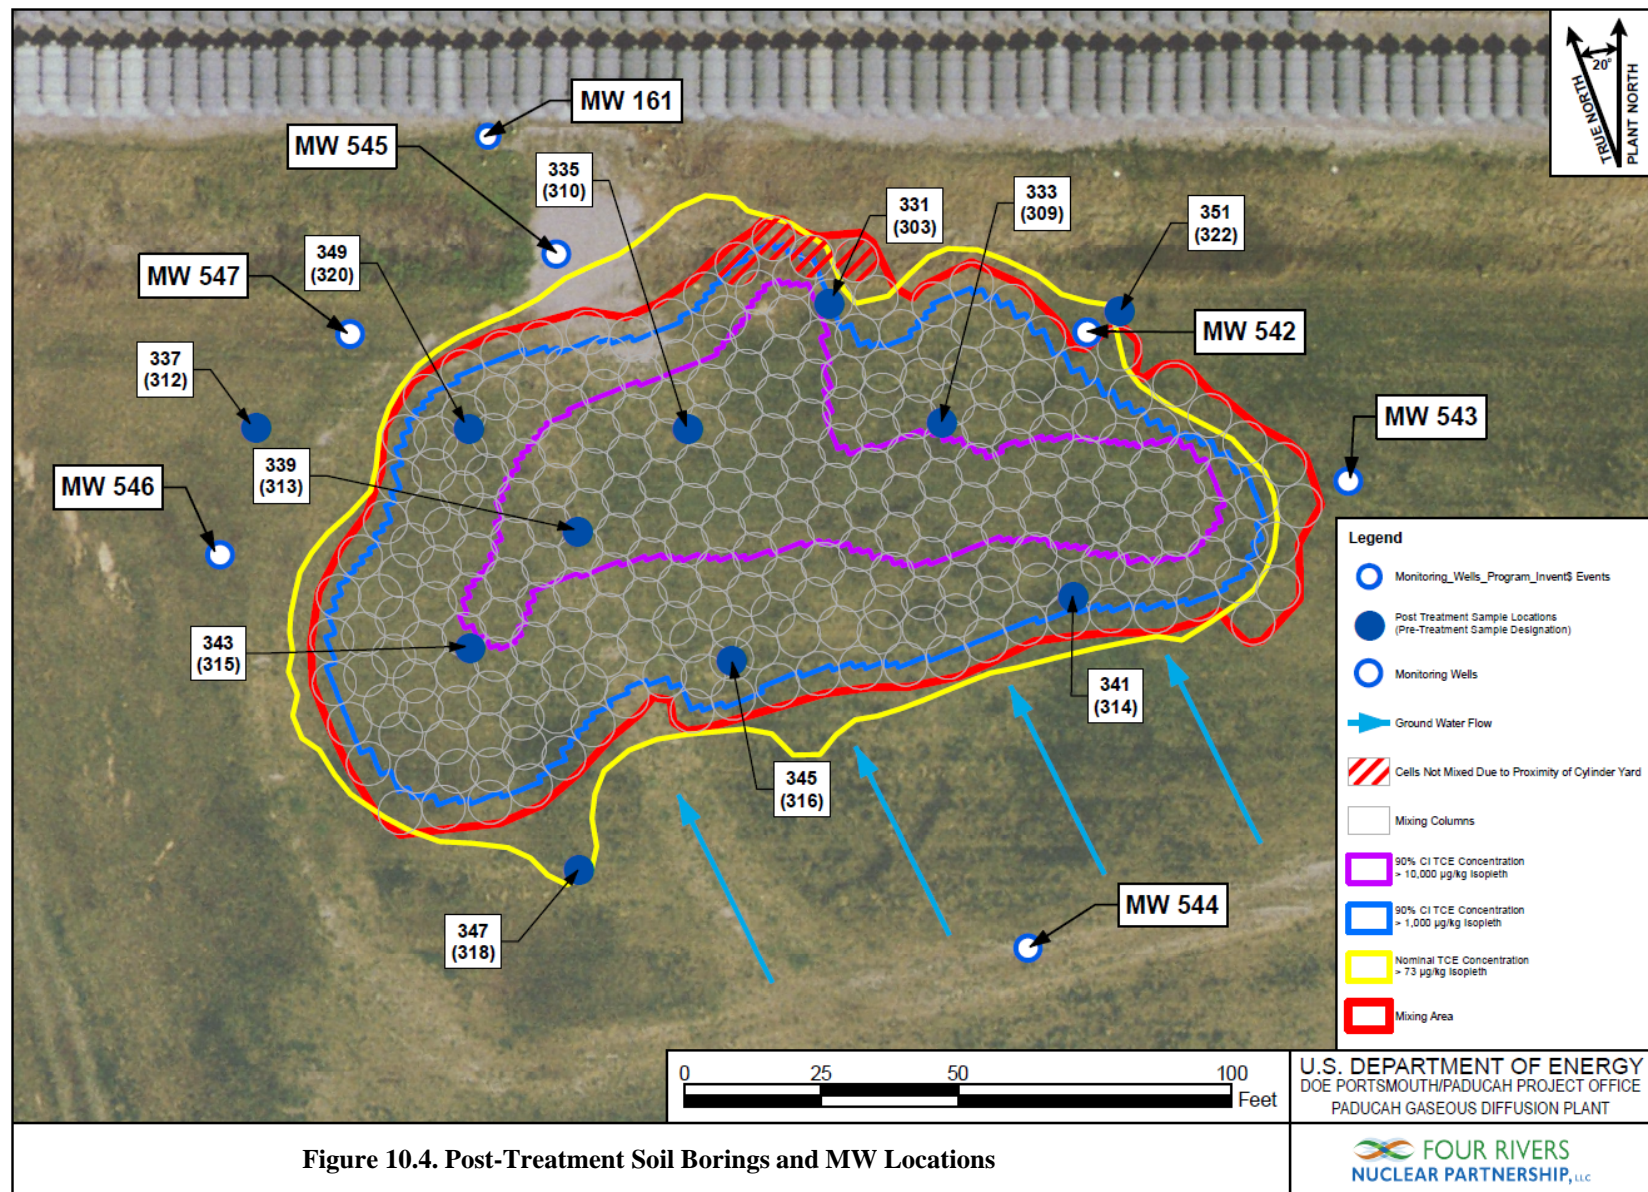 MW 161
MW 545
335
(310)
333
(309)
331
(303)
351
(322)
349
(320)
MW 547
MW 542
337
(312)
MW 543
339
(313)
MW 546
343
(315)
341
(314)
345
(316)
347
(318)
MW 544
20°
TRUE NORTH
PLANT NORTH
Legend
Monitoring_Wells_Program_Invent$ Events
Post Treatment Sample Locations
(Pre-Treatment Sample Designation)
Monitoring Wells
Ground Water Flow
Cells Not Mixed Due to Proximity of Cylinder Yard
Mixing Columns
90% CI TCE Concentration
> 10,000 µg/kg Isopleth
90% CI TCE Concentration
> 1,000 µg/kg Isopleth
Nominal TCE Concentration
> 73 µg/kg Isopleth
Mixing Area
0 25 50 100
Feet
U.S. DEPARTMENT OF ENERGY
DOE PORTSMOUTH/PADUCAH PROJECT OFFICE
PADUCAH GASEOUS DIFFUSION PLANT
Figure 10.4. Post-Treatment Soil Borings and MW Locations
FOUR RIVERS
NUCLEAR PARTNERSHIP, LLC